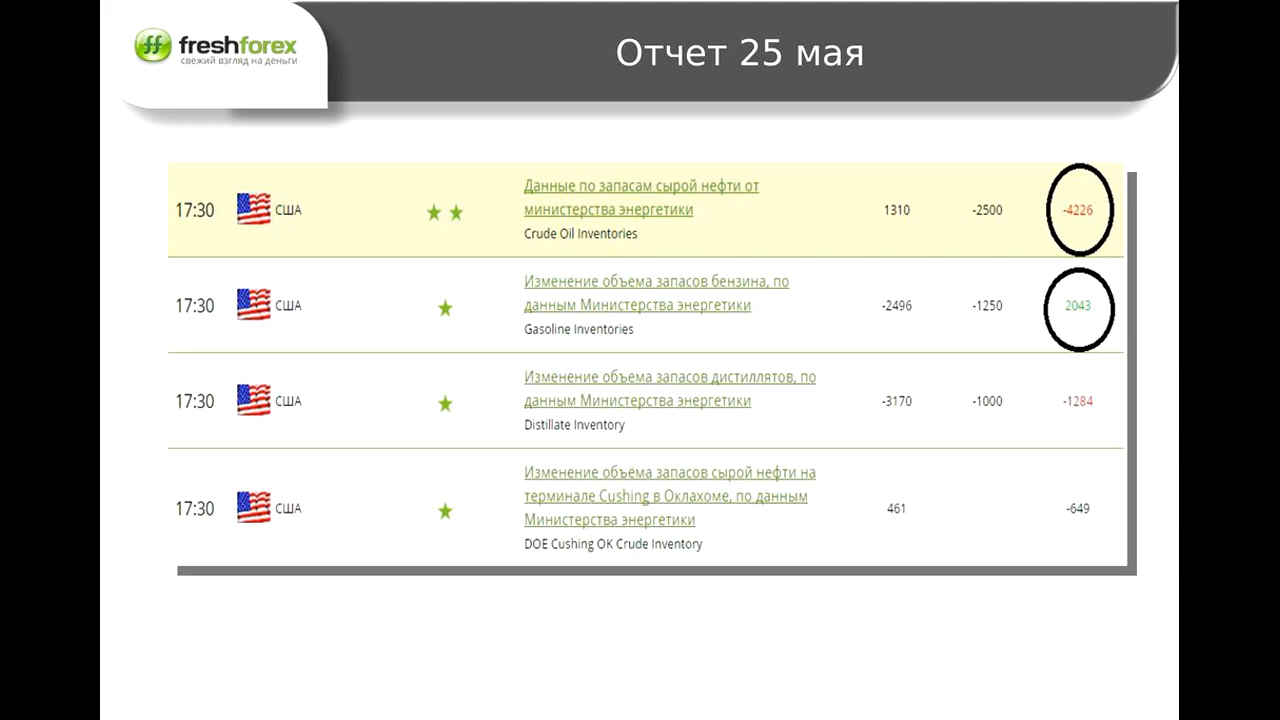 ff freshforex
свежий взгляд на деньги
Отчет 25 мая
17:30 США Данные по запасам сырой нефти от
министерства энергетики 1310 -2500 -4226
Crude Oil Inventories
17:30 США Изменение объема запасов бензина, по
данным Министерства энергетики -2496 -1250 2043
Gasoline Inventories
17:30 США Изменение объема запасов дистиллятов, по
данным Министерства энергетики -3170 -1000 -1284
Distillate Inventory
Изменение объёма запасов сырой нефти на
17:30 США терминале Cushing в Оклахоме, по данным 461 -649
Министерства энергетики
DOE Cushing OK Crude Inventory